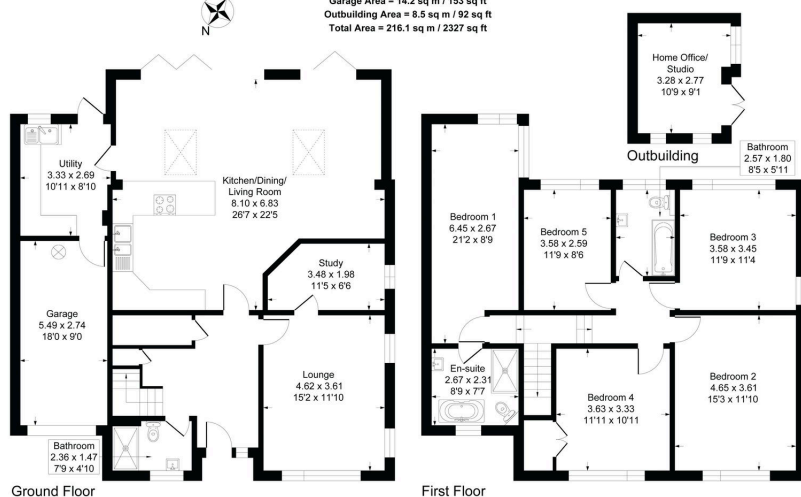 N
Garage Area = 14.2 sq m / 153 sq ft
Outbuilding Area = 8.5 sq m / 92 sq ft
Total Area = 216.1 sq m / 2327 sq ft
Utility
3.33 x 2.69
10'11 x 8'10
Kitchen/Dining/
Living Room
8.10 x 6.83
26'7 x 22'5
Study
3.48 x 1.98
11'5 x 6'6
Garage
5.49 x 2.74
18'0 x 9'0
Lounge
4.62 x 3.61
15'2 x 11'10
Bathroom
2.36 x 1.47
7'9 x 4'10
Ground Floor
Home Office/
Studio
3.28 x 2.77
10'9 x 9'1
Outbuilding
Bathroom
2.57 x 1.80
8'5 x 5'11
Bedroom 1
6.45 x 2.67
21'2 x 8'9
Bedroom 5
3.58 x 2.59
11'9 x 8'6
Bedroom 3
3.58 x 3.45
11'9 x 11'4
En-suite
2.67 x 2.31
8'9 x 7'7
Bedroom 4
3.63 x 3.33
11'11 x 10'11
Bedroom 2
4.65 x 3.61
15'3 x 11'10
First Floor